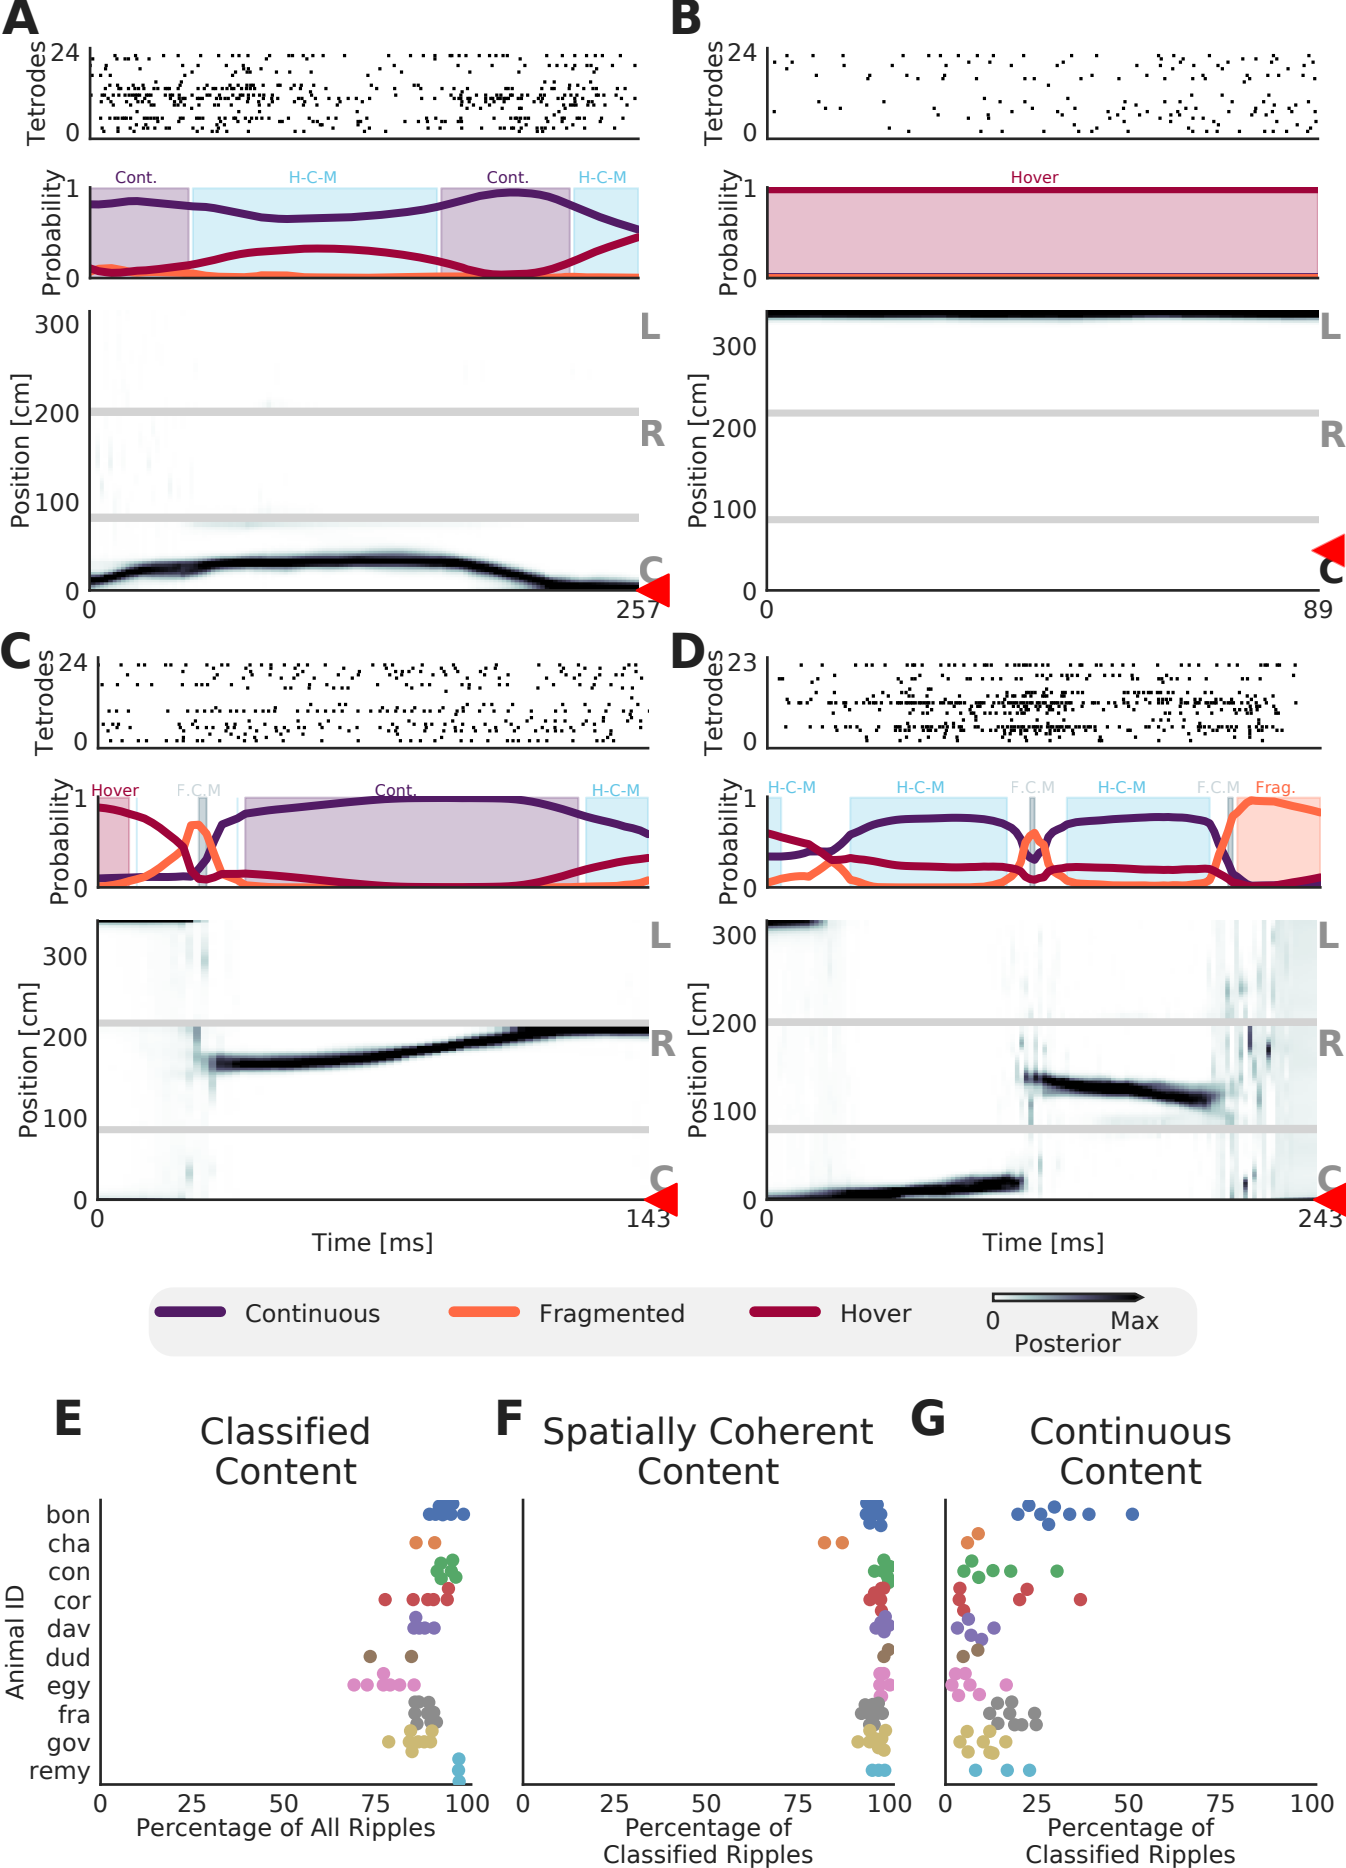 A
Tetrodes
24
0
Cont.
H-C-M
Cont.
H-C-M
Probability
1
0
Position [cm]
300
200
100
0
L
R
C
0
257
B
Tetrodes
24
0
Hover
Probability
1
0
Position [cm]
300
200
100
0
L
R
C
0
89
C
Tetrodes
24
0
Hover
F.C.M
Cont.
H-C-M
Probability
1
0
Position [cm]
300
200
100
0
L
R
C
0
143
Time [ms]
D
Tetrodes
23
0
H-C-M
H-C-M
F.C.M
H-C-M
F.C.M
Frag.
Probability
1
0
Position [cm]
300
200
100
0
L
R
C
0
243
Time [ms]
Continuous
Fragmented
Hover
0
Max
Posterior
E
Classified
Content
Animal ID
bon
cha
con
cor
dav
dud
egy
fra
gov
remy
0 25 50 75 100
Percentage of All Ripples
F
Spatially Coherent
Content
0 25 50 75 100
Percentage of
Classified Ripples
G
Continuous
Content
0 25 50 75 100
Percentage of
Classified Ripples